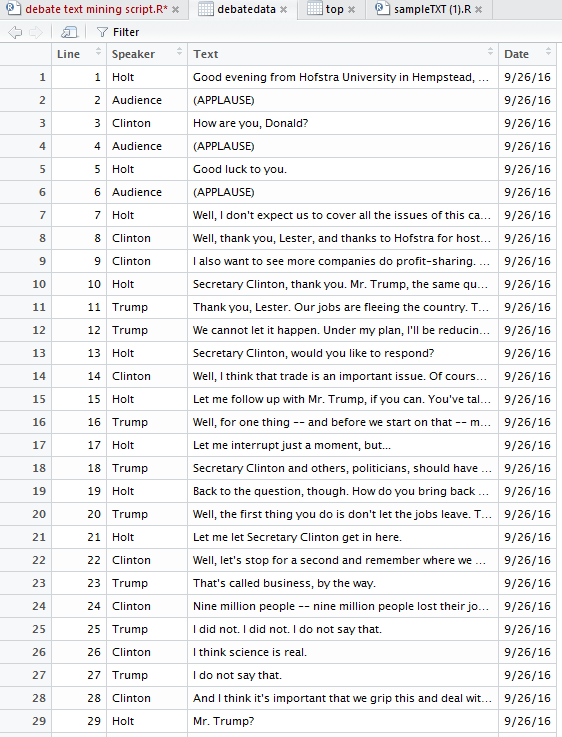 debate text mining script.R* debatedata top sampleTXT (1).R
Filter
Line Speaker Text Date
1 1 Holt Good evening from Hofstra University in Hempstead, ... 9/26/16
2 2 Audience (APPLAUSE) 9/26/16
3 3 Clinton How are you, Donald? 9/26/16
4 4 Audience (APPLAUSE) 9/26/16
5 5 Holt Good luck to you. 9/26/16
6 6 Audience (APPLAUSE) 9/26/16
7 7 Holt Well, I don't expect us to cover all the issues of this ca... 9/26/16
8 8 Clinton Well, thank you, Lester, and thanks to Hofstra for host... 9/26/16
9 9 Clinton I also want to see more companies do profit-sharing. ... 9/26/16
10 10 Holt Secretary Clinton, thank you. Mr. Trump, the same qu... 9/26/16
11 11 Trump Thank you, Lester. Our jobs are fleeing the country. T... 9/26/16
12 12 Trump We cannot let it happen. Under my plan, I'll be reducin... 9/26/16
13 13 Holt Secretary Clinton, would you like to respond? 9/26/16
14 14 Clinton Well, I think that trade is an important issue. Of cours... 9/26/16
15 15 Holt Let me follow up with Mr. Trump, if you can. You've tal... 9/26/16
16 16 Trump Well, for one thing -- and before we start on that -- m... 9/26/16
17 17 Holt Let me interrupt just a moment, but... 9/26/16
18 18 Trump Secretary Clinton and others, politicians, should have ... 9/26/16
19 19 Holt Back to the question, though. How do you bring back ... 9/26/16
20 20 Trump Well, the first thing you do is don't let the jobs leave. T... 9/26/16
21 21 Holt Let me let Secretary Clinton get in here. 9/26/16
22 22 Clinton Well, let's stop for a second and remember where we ... 9/26/16
23 23 Trump That's called business, by the way. 9/26/16
24 24 Clinton Nine million people -- nine million people lost their jo... 9/26/16
25 25 Trump I did not. I did not. I do not say that. 9/26/16
26 26 Clinton I think science is real. 9/26/16
27 27 Trump I do not say that. 9/26/16
28 28 Clinton And I think it's important that we grip this and deal wit... 9/26/16
29 29 Holt Mr. Trump? 9/26/16